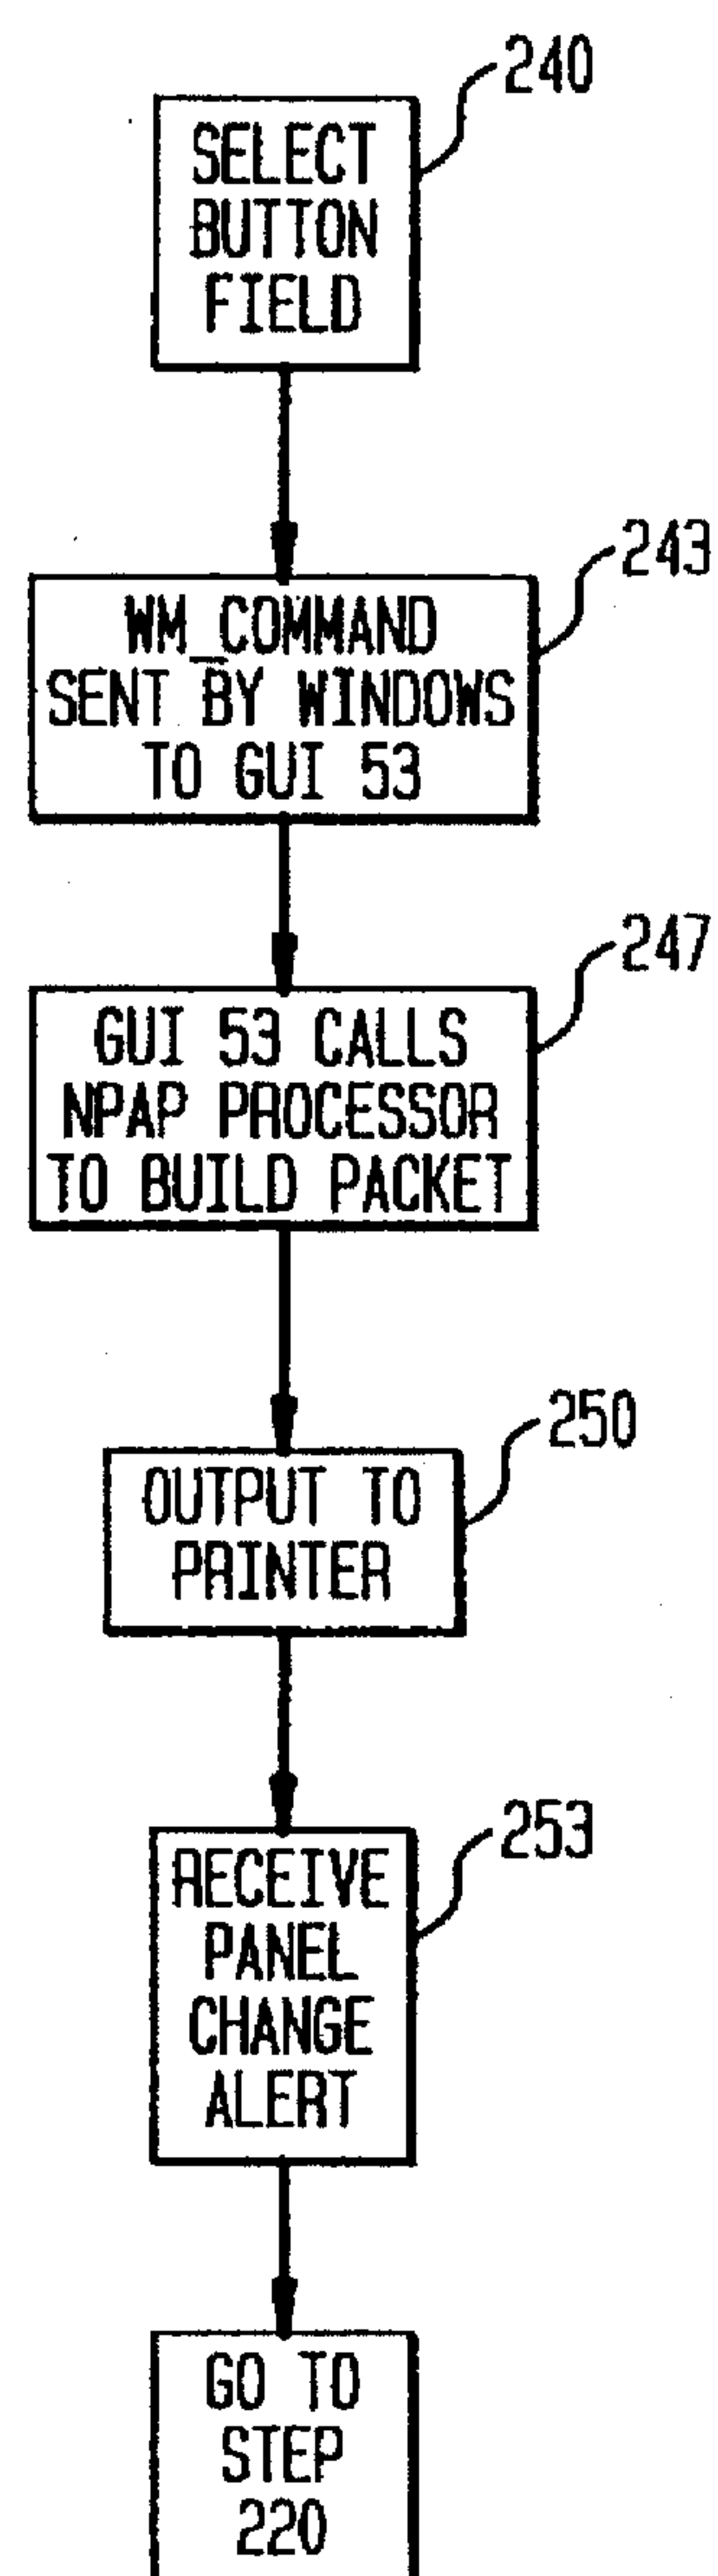 240
SELECT
BUTTON
FIELD
243
WM_COMMAND
SENT BY WINDOWS
TO GUI 53
247
GUI 53 CALLS
NPAP PROCESSOR
TO BUILD PACKET
250
OUTPUT TO
PRINTER
253
RECEIVE
PANEL
CHANGE
ALERT
GO TO
STEP
220